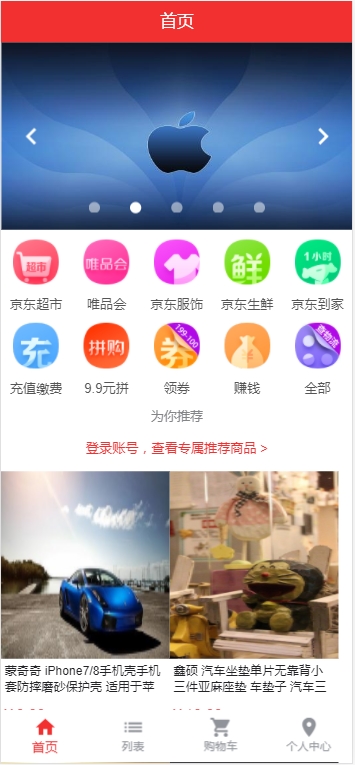 首页
超市
唯品会
鲜
1小时
京东超市
唯品会
京东服饰
京东生鲜
京东到家
充
拼购
券
199-100
查物流
充值缴费
9.9元拼
领券
赚钱
全部
为你推荐
登录账号，查看专属推荐商品 >
蒙奇奇 iPhone7/8手机壳手机
套防摔磨砂保护壳 适用于苹
鑫硕 汽车坐垫单片无靠背小
三件亚麻座垫 车垫子 汽车三
首页
列表
购物车
个人中心